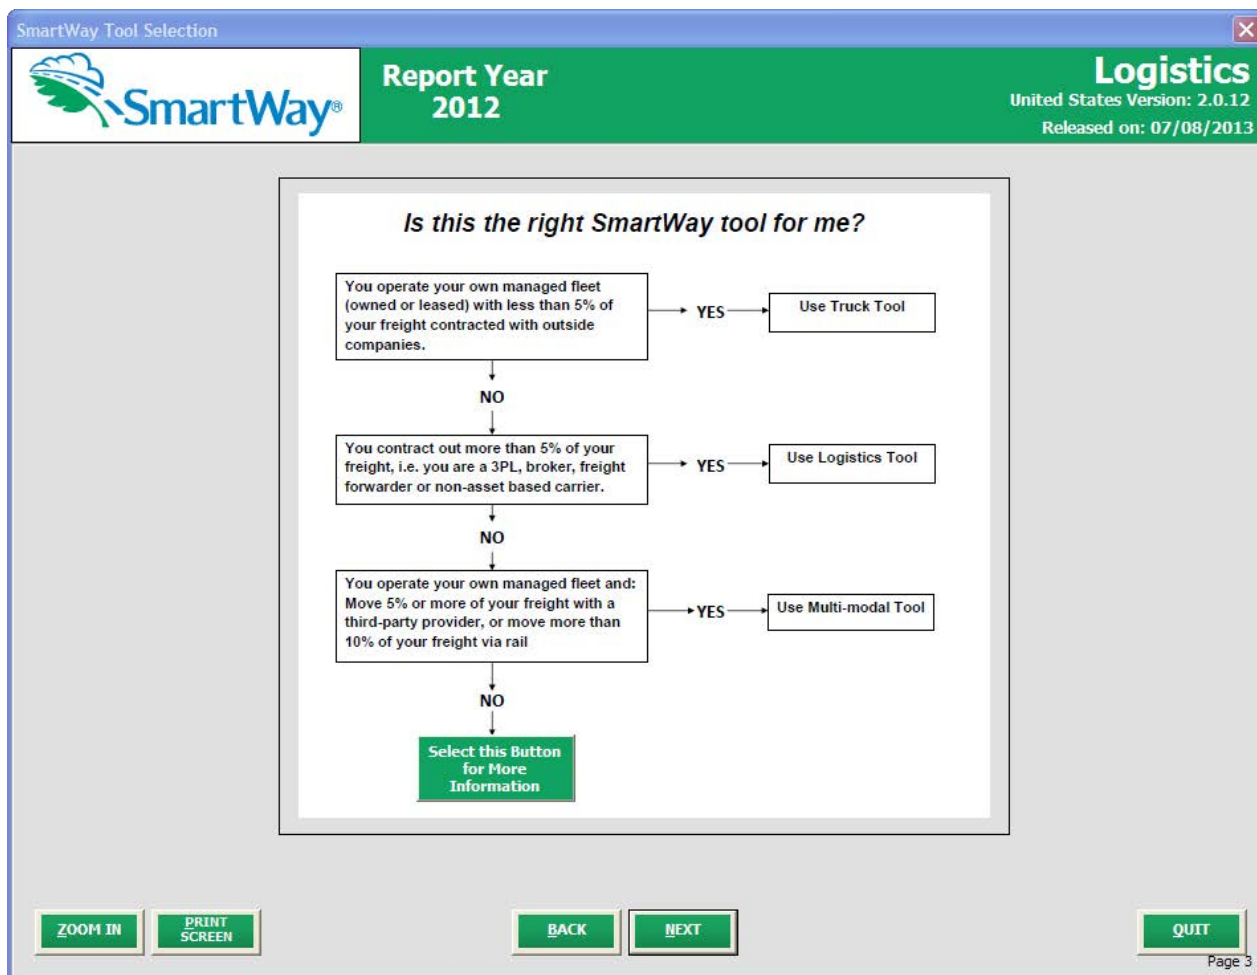 SmartWay Tool Selection
SmartWay®
Report Year
2012
Logistics
United States Version: 2.0.12
Released on: 07/08/2013
Is this the right SmartWay tool for me?
You operate your own managed fleet
(owned or leased) with less than 5% of
your freight contracted with outside
companies.
YES
Use Truck Tool
NO
You contract out more than 5% of your
freight, i.e. you are a 3PL, broker, freight
forwarder or non-asset based carrier.
YES
Use Logistics Tool
NO
You operate your own managed fleet and:
Move 5% or more of your freight with a
third-party provider, or move more than
10% of your freight via rail
YES
Use Multi-modal Tool
NO
Select this Button
for More
Information
ZOOM IN
PRINT
SCREEN
BACK
NEXT
QUIT
Page 3